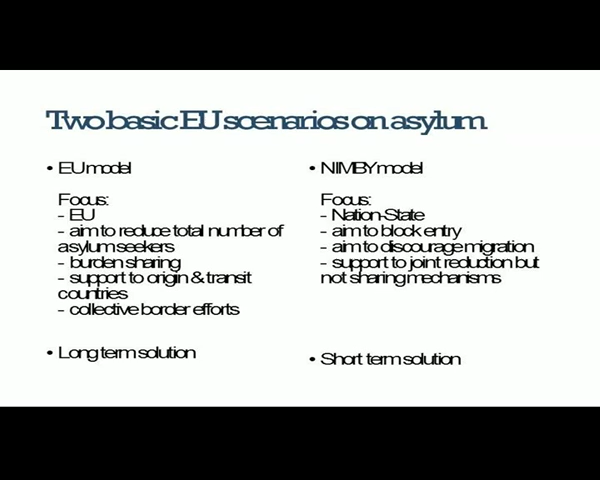 Two basic EU scenarios on asylum
• EU model
Focus:
- EU
- aim to reduce total number of
asylum seekers
- burden sharing
- support to origin & transit
countries
- collective border efforts
• Long term solution
• NIMBY model
Focus:
- Nation-State
- aim to block entry
- aim to discourage migration
- support to joint reduction but
not sharing mechanisms
• Short term solution